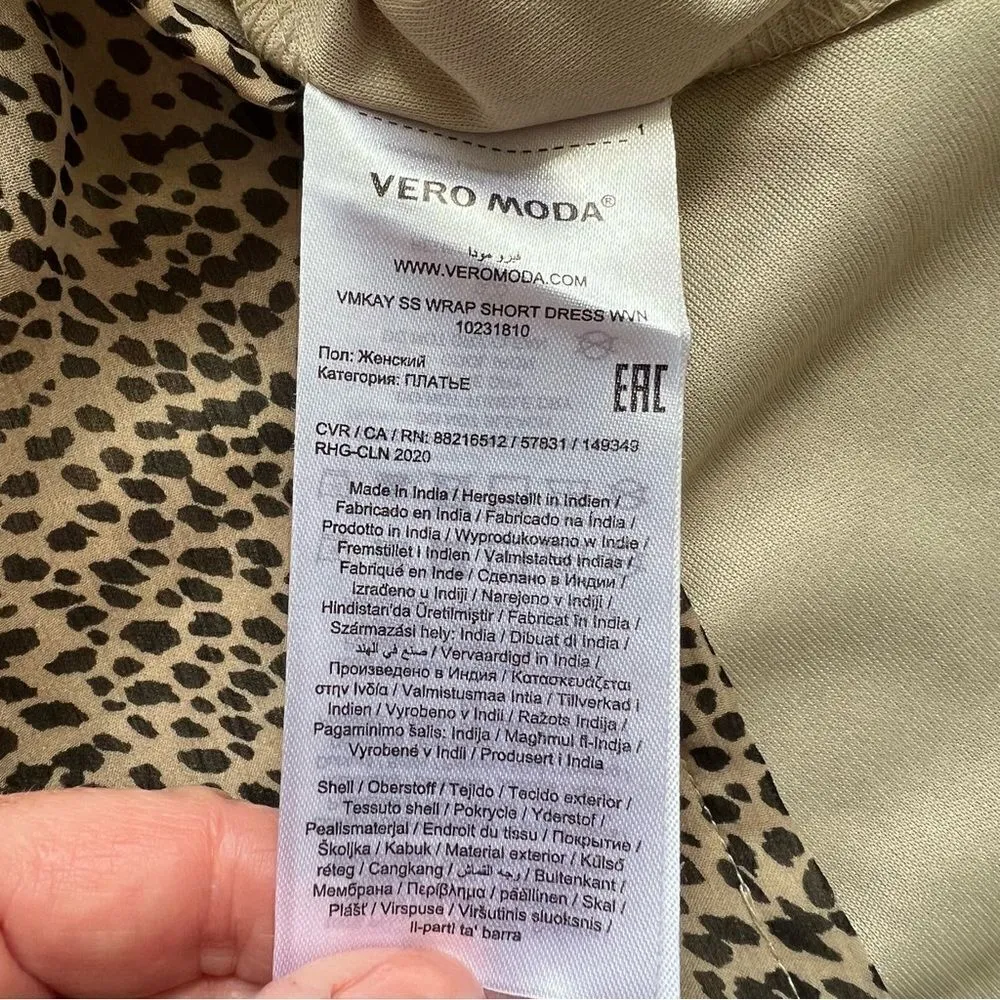 1
VERO MODA®
فيرو مودا
WWW.VEROMODA.COM
VMKAY SS WRAP SHORT DRESS WVN
10231810
Пол: Женский
Категория: ПЛАТЬЕ
EAC
CVR / CA / RN: 88216512 / 57831 / 149349
RHG-CLN 2020
Made in India / Hergestellt in Indien /
Fabricado en India / Fabricado na Índia /
Prodotto in India / Wyprodukowano w Indie /
Fremstillet i Indien / Valmistatud Indias /
Fabriqué en Inde / Сделано в Индии /
Izrađeno u Indiji / Narejeno v Indiji /
Hindistan'da Üretilmiştir / Fabricat în India /
Származási hely: India / Dibuat di India /
صنع في الهند / Vervaardigd in India /
Произведено в Индия / Κατασκευάζεται
στην Ινδία / Valmistusmaa Intia / Tillverkad i
Indien / Vyrobeno v Indii / Ražots Indija /
Pagaminimo šalis: Indija / Magħmul fl-Indja /
Vyrobené v Indii / Produsert i India
Shell / Oberstoff / Tejido / Tecido exterior /
Tessuto shell / Pokrycie / Yderstof /
Pealismaterjal / Endroit du tissu / Покрытие /
Školjka / Kabuk / Material exterior / Külső
réteg / Cangkang / وجه القماش / Buitenkant /
Мембрана / Περίβλημα / päällinen / Skal /
Plášť / Virspuse / Viršutinis sluoksnis /
Il-parti ta' barra